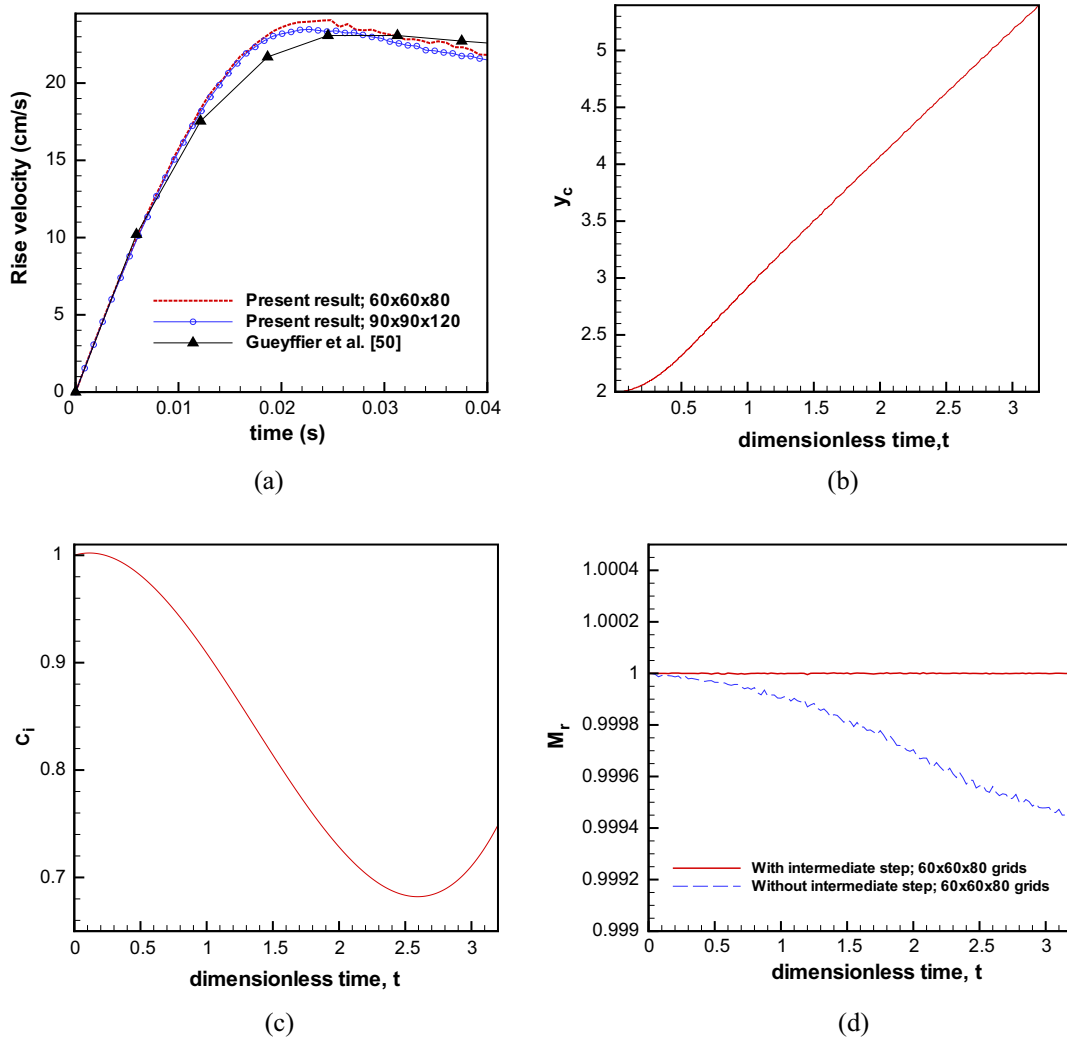 Rise velocity (cm/s)
20
15
10
5
0
0
0.01
0.02
0.03
0.04
time (s)
Present result; 60x60x80
Present result; 90x90x120
Gueyffier et al. [50]
(a)
y_c
5
4.5
4
3.5
3
2.5
2
0.5
1
1.5
2
2.5
3
dimensionless time,t
(b)
C_i
1
0.9
0.8
0.7
0
0.5
1
1.5
2
2.5
3
dimensionless time, t
(c)
M_r
1.0004
1.0002
1
0.9998
0.9996
0.9994
0.9992
0.999
0
0.5
1
1.5
2
2.5
3
With intermediate step; 60x60x80 grids
Without intermediate step; 60x60x80 grids
dimensionless time, t
(d)